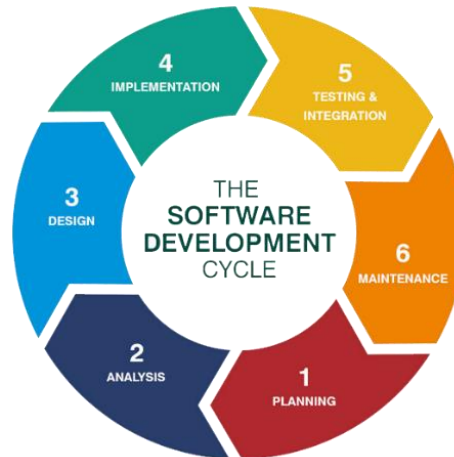 THE
SOFTWARE
DEVELOPMENT
CYCLE
1
PLANNING
2
ANALYSIS
3
DESIGN
4
IMPLEMENTATION
5
TESTING &
INTEGRATION
6
MAINTENANCE